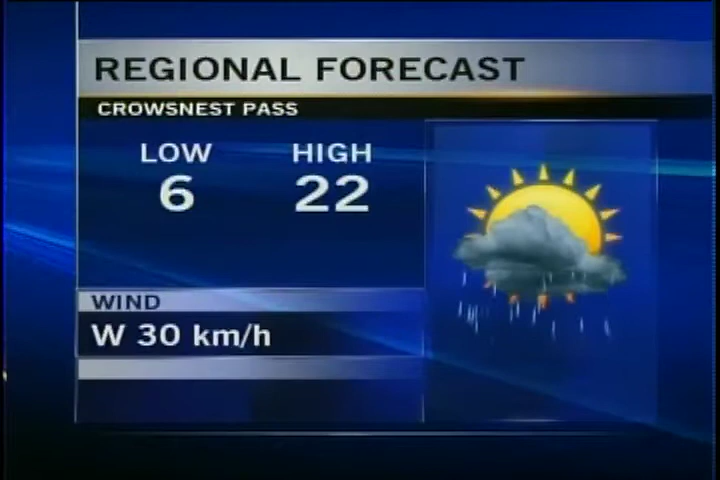 REGIONAL FORECAST
CROWSNEST PASS
LOW HIGH
6 22
WIND
W 30 km/h